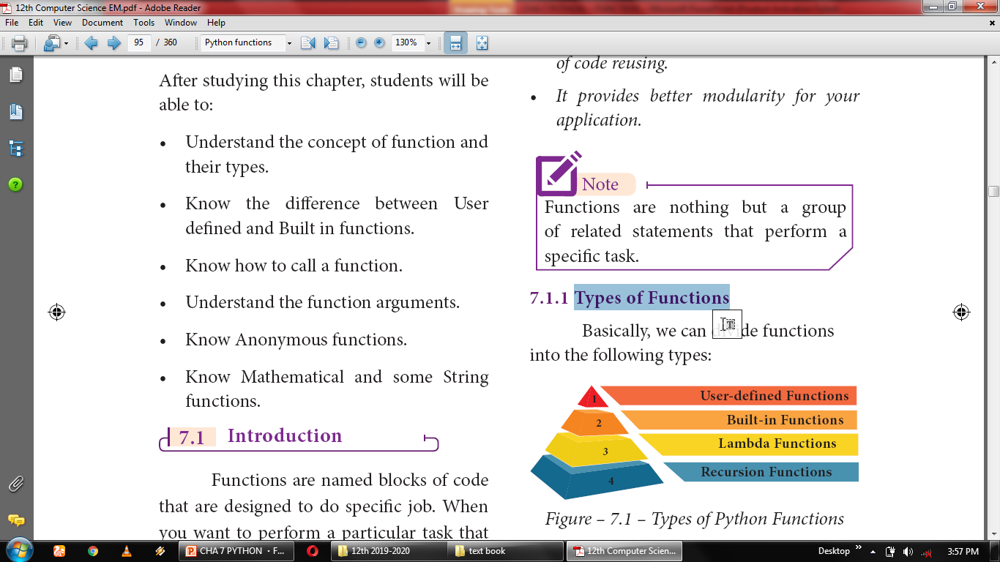 12th Computer Science EM.pdf - Adobe Reader
File Edit View Document Tools Window Help
95 / 360 Python functions 130%
After studying this chapter, students will be
able to:
• Understand the concept of function and
their types.
• Know the difference between User
defined and Built in functions.
• Know how to call a function.
• Understand the function arguments.
• Know Anonymous functions.
• Know Mathematical and some String
functions.
7.1 Introduction
Functions are named blocks of code
that are designed to do specific job. When
you want to perform a particular task that
of code reusing.
• It provides better modularity for your
application.
Note
Functions are nothing but a group
of related statements that perform a
specific task.
7.1.1 Types of Functions
Basically, we can divide functions
into the following types:
1 User-defined Functions
2 Built-in Functions
3 Lambda Functions
4 Recursion Functions
Figure – 7.1 – Types of Python Functions
CHA 7 PYTHON • F... 12th 2019-2020 text book 12th Computer Scien... Desktop 3:57 PM